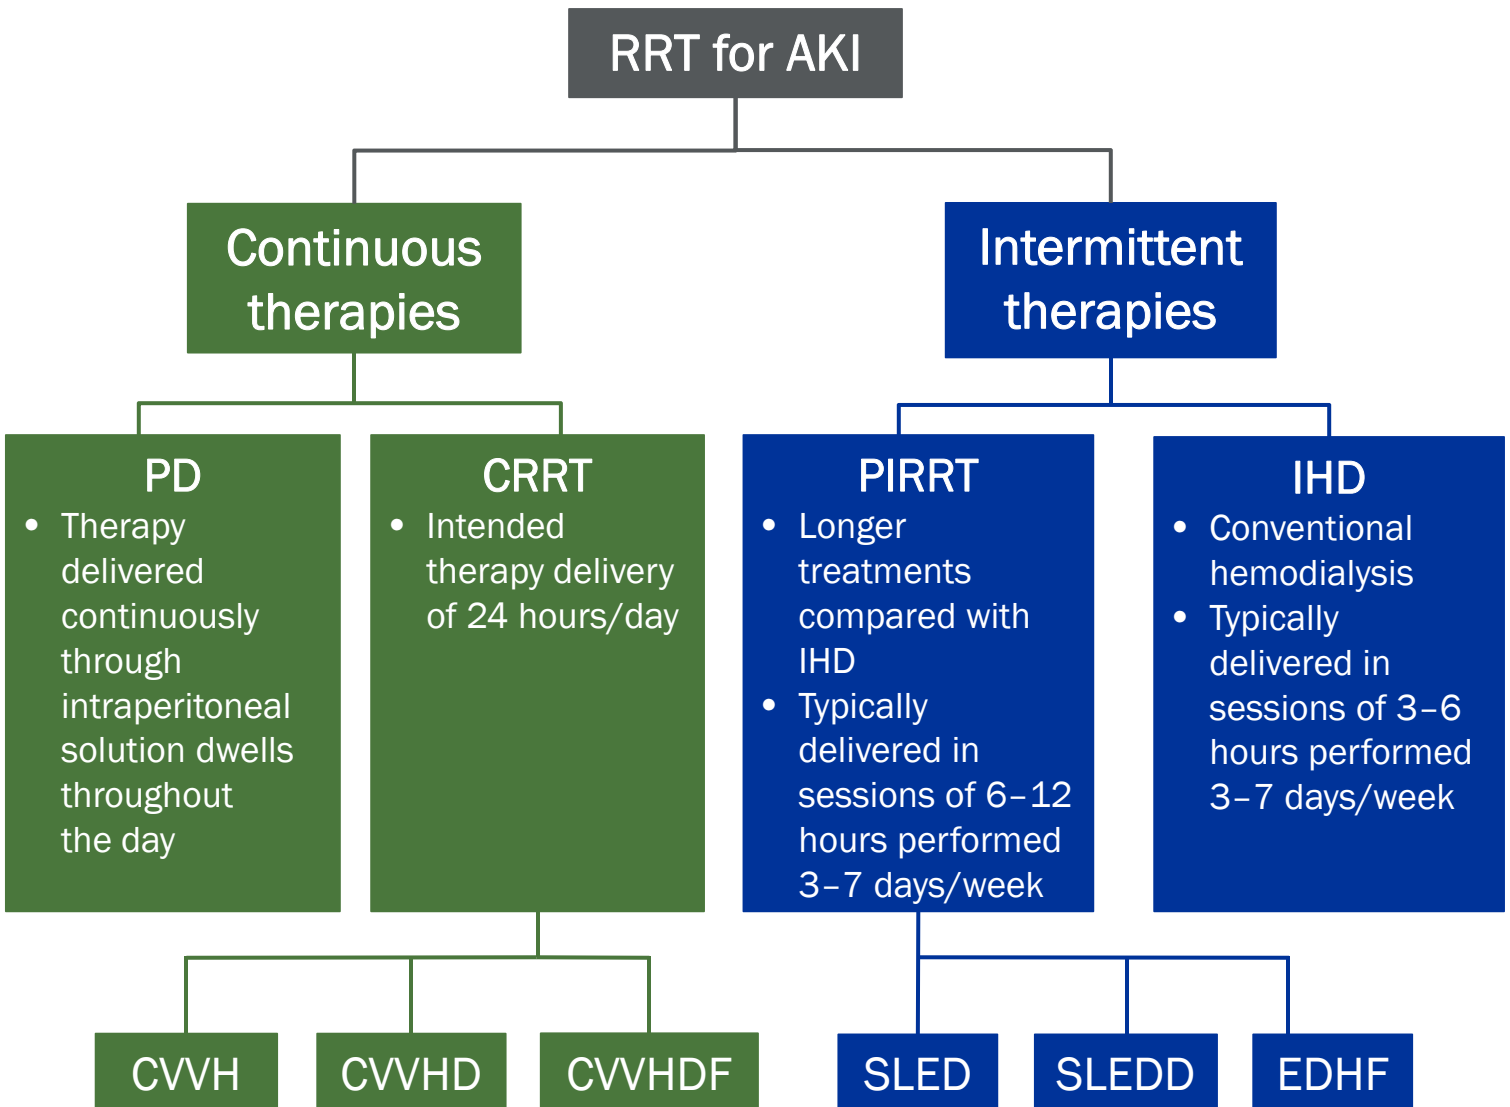 RRT for AKI
Continuous
therapies
Intermittent
therapies
PD
• Therapy
delivered
continuously
through
intraperitoneal
solution dwells
throughout
the day
CRRT
• Intended
therapy delivery
of 24 hours/day
PIRRT
• Longer
treatments
compared with
IHD
• Typically
delivered in
sessions of 6–12
hours performed
3–7 days/week
IHD
• Conventional
hemodialysis
• Typically
delivered in
sessions of 3–6
hours performed
3–7 days/week
CVVH
CVVHD
CVVHDF
SLED
SLEDD
EDHF